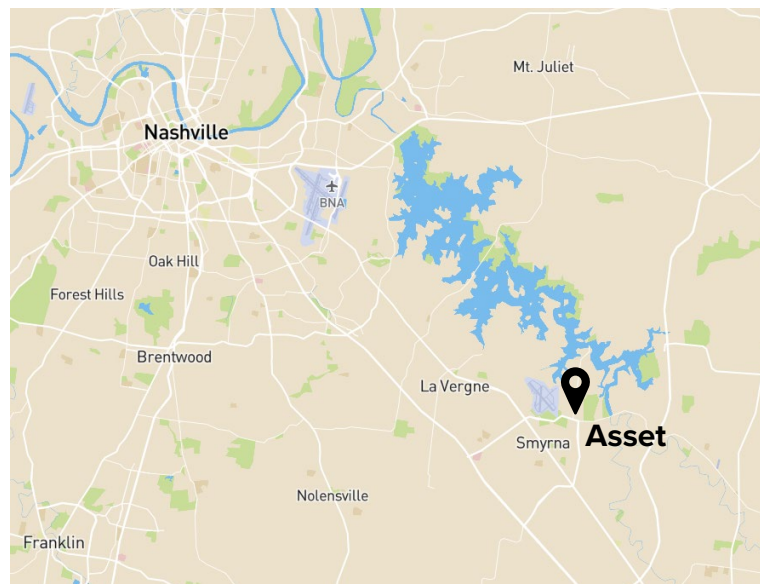 Mt. Juliet
Nashville
BNA
Oak Hill
Forest Hills
Brentwood
La Vergne
Asset
Smyrna
Nolensville
Franklin